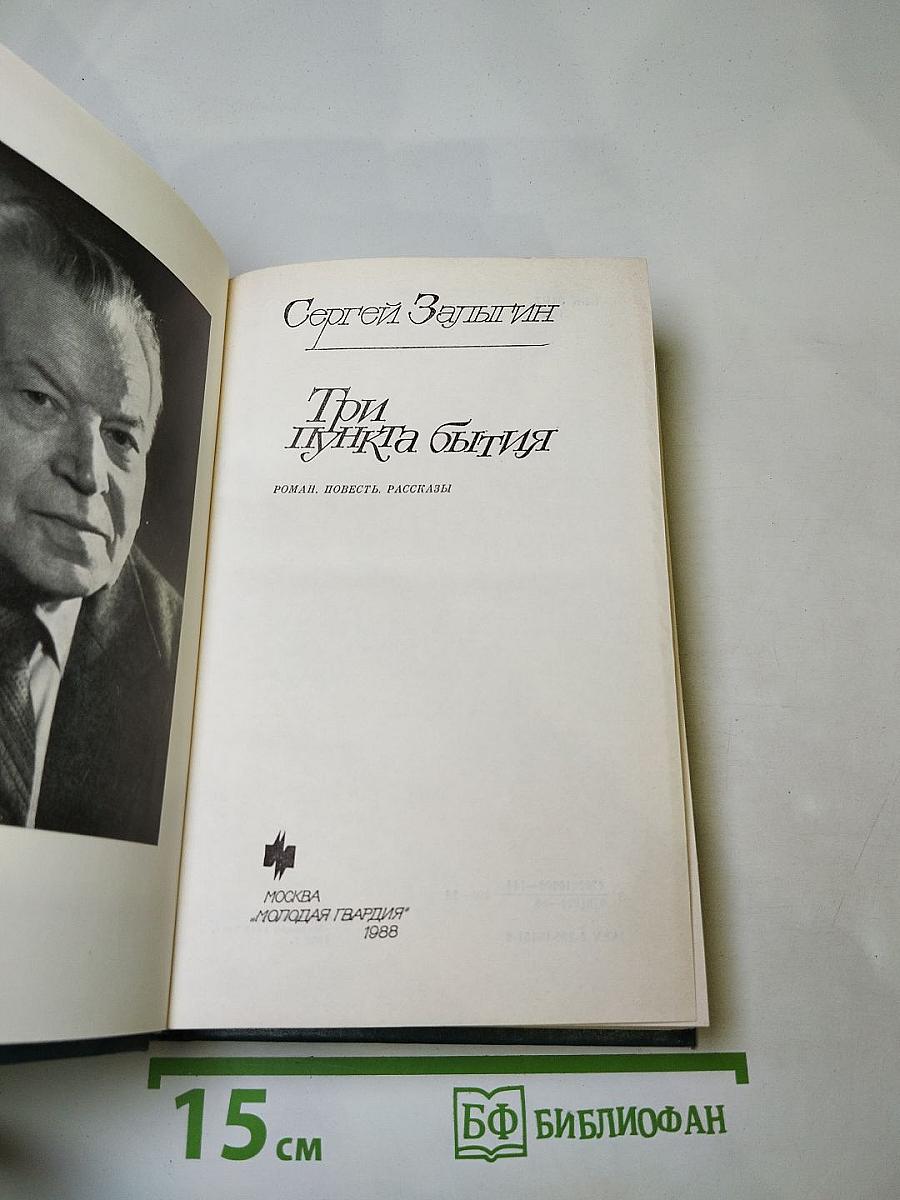 Сергей Залыгин
Три
пункта бытия
РОМАН. ПОВЕСТЬ. РАССКАЗЫ
МОСКВА
„МОЛОДАЯ ГВАРДИЯ"
1988
15 см
БФ БИБЛИОФАН